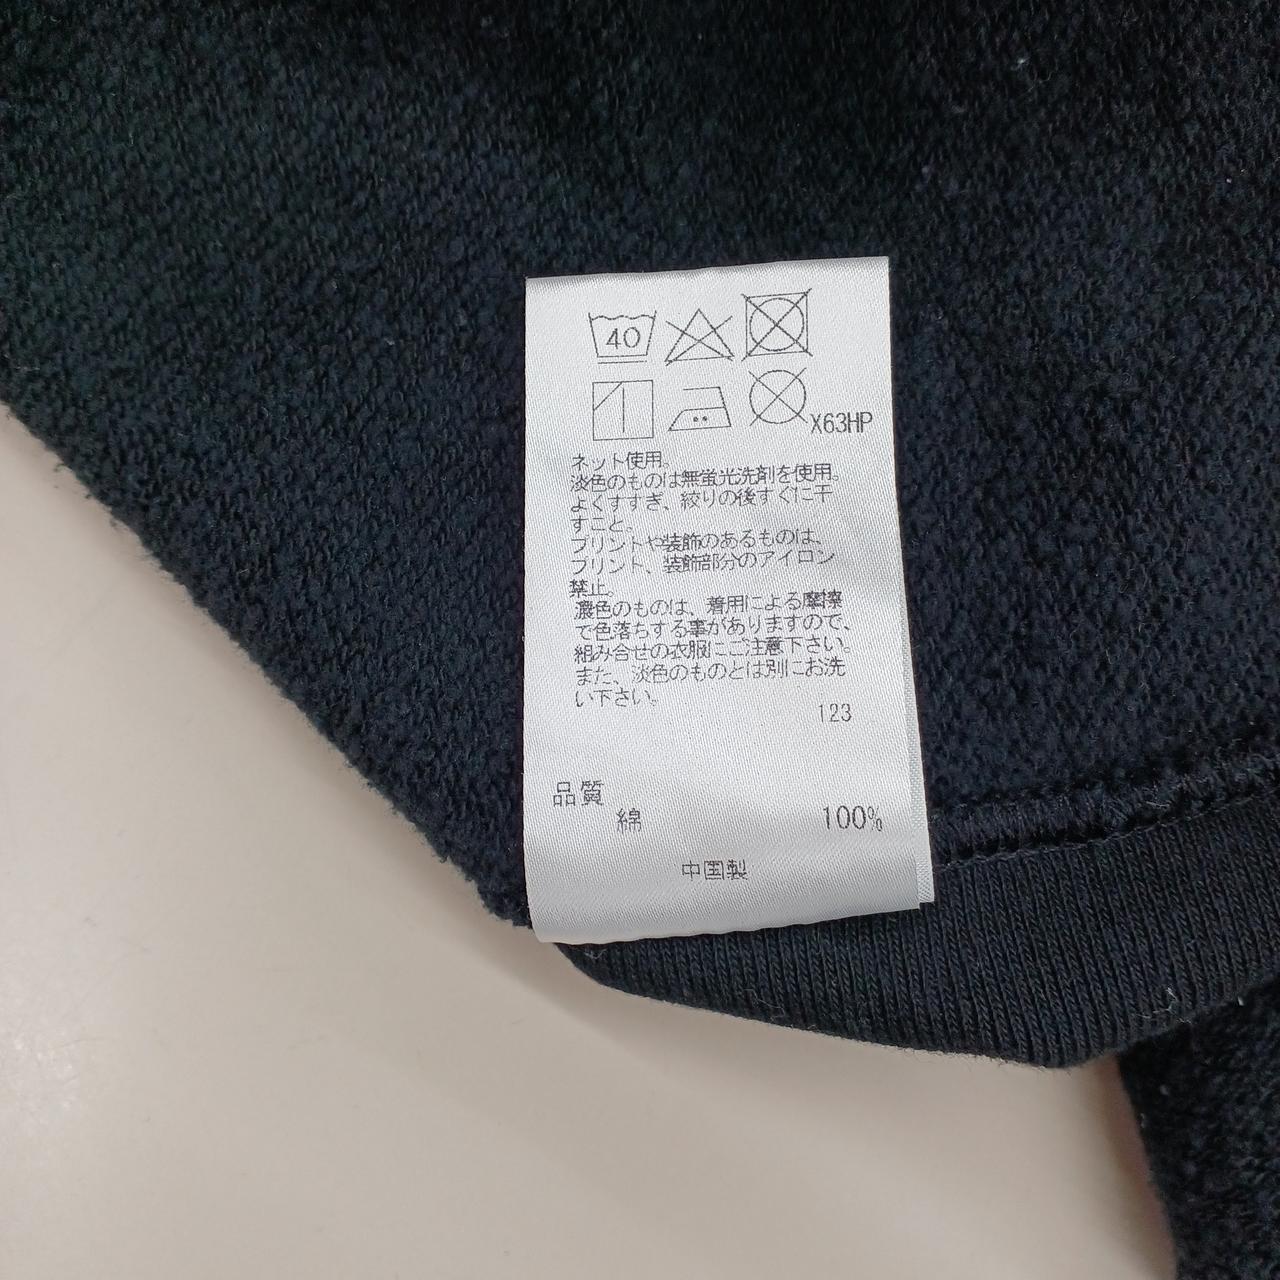 40
X63HP
ネット使用。
淡色のものは無蛍光洗剤を使用。
よくすすぎ、絞りの後すぐに干
すこと。
プリントや装飾のあるものは、
プリント、装飾部分のアイロン
禁止。
濃色のものは、着用による摩擦
で色落ちする事がありますので、
組み合せの衣服にご注意下さい。
また、淡色のものとは別にお洗
い下さい。
123
品質
綿 100%
中国製